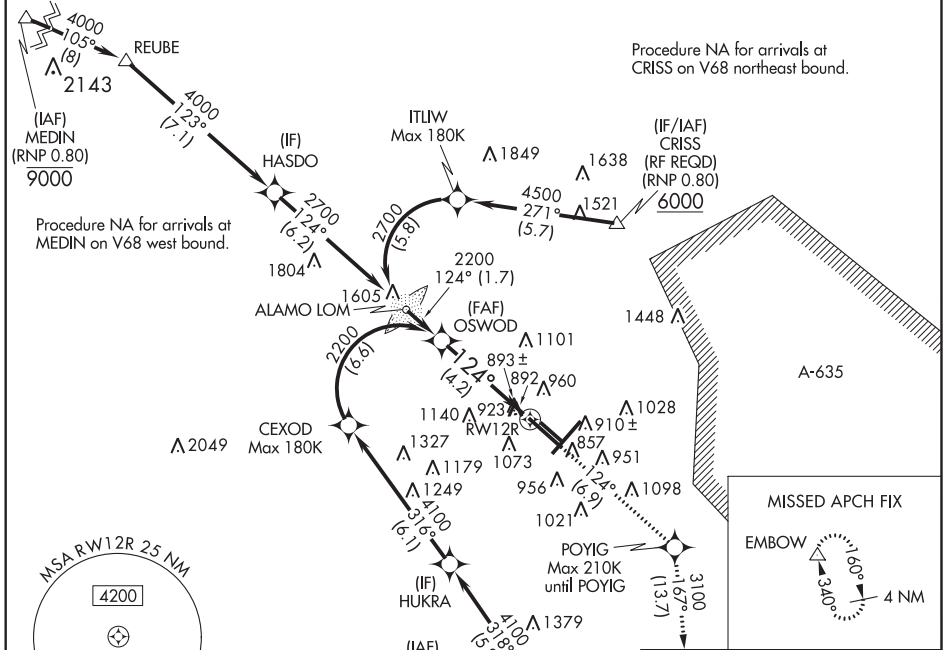 4000
105°
(8)
REUBE
2143
(IAF)
MEDIN
(RNP 0.80)
9000
4000
123°
(7.1)
(IF)
HASDO
Procedure NA for arrivals at
MEDIN on V68 west bound.
2700
124°
(6.2)
1804
ITLIW
Max 180K
1849
1638
1521
4500
271°
(5.7)
Procedure NA for arrivals at
CRISS on V68 northeast bound.
(IF/IAF)
CRISS
(RF REQD)
(RNP 0.80)
6000
2700
(5.8)
2200
124° (1.7)
1605
ALAMO LOM
(FAF)
OSWOD
1448
A-635
2200
(6.6)
124°
(4.2)
1101
893±
892
960
1140
923
RW12R
1028
910±
857
951
1073
956
1021
1098
124°
(6.9)
CEXOD
Max 180K
2049
1327
1179
1249
4100
316°
(6.1)
(IF)
HUKRA
4100
318°
(5
1379
(IAF)
POYIG
Max 210K
until POYIG
3100
167°
(13.7)
MISSED APCH FIX
EMBOW
160°
340°
4 NM
MSA RW12R 25 NM
4200